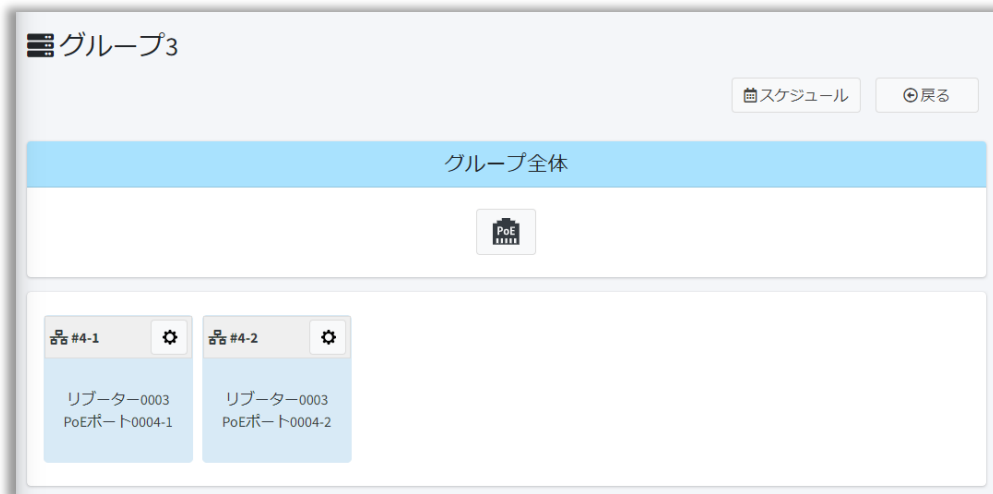 グループ3
スケジュール
戻る
グループ全体
PoE
#4-1
#4-2
リブーター0003
PoEポート0004-1
リブーター0003
PoEポート0004-2